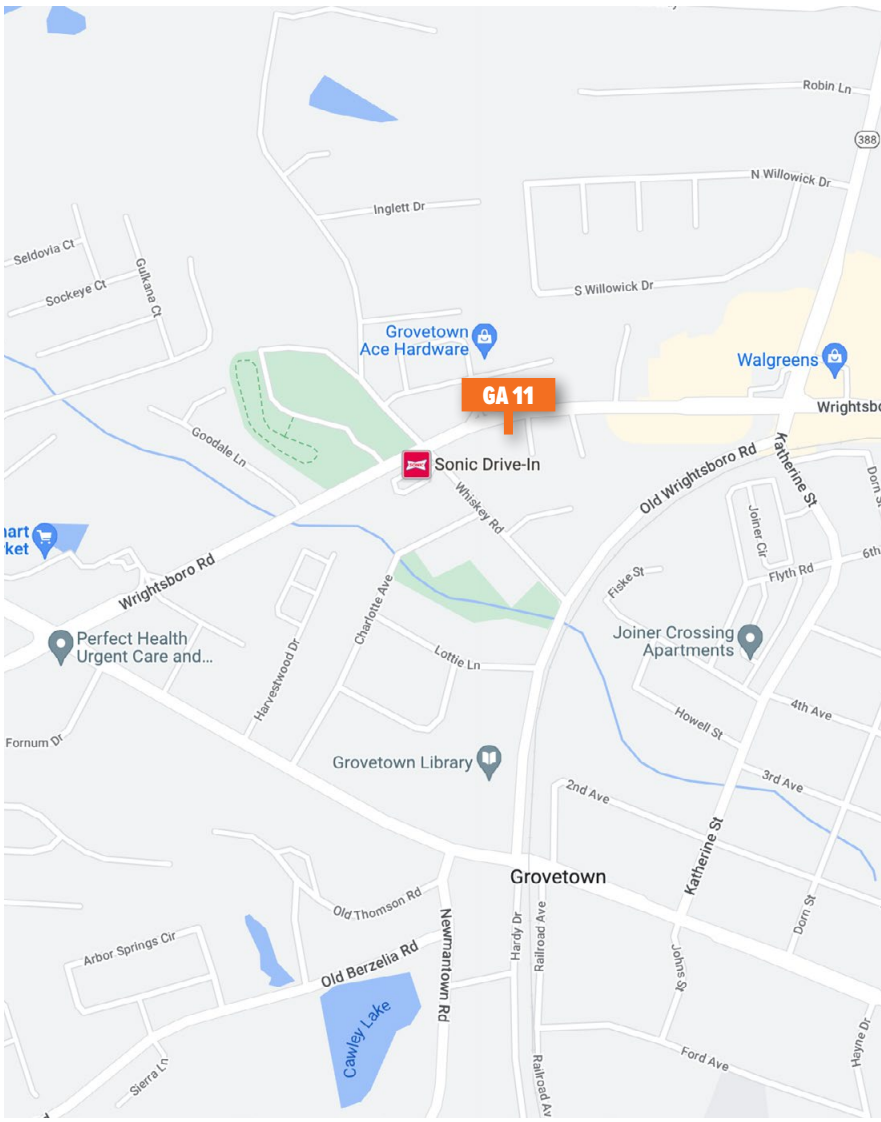 Robin Ln
388
N Willowick Dr
Inglett Dr
Seldovia Ct
Gulkana Ct
Sockeye Ct
S Willowick Dr
Grovetown
Ace Hardware
Walgreens
GA 11
Wrightsbo
Goodale Ln
Sonic Drive-In
Katherine St
Old Wrightsboro Rd
Dorn S
Whiskey Rd
Joiner Cir
nart
rket
6th
Wrightsboro Rd
Flyth Rd
Fiske St
Charlotte Ave
Perfect Health
Urgent Care and...
Joiner Crossing
Apartments
Lottie Ln
Harvestwood Dr
4th Ave
Howell St
Fornum Dr
Grovetown Library
3rd Ave
2nd Ave
Katherine St
Grovetown
Old Thomson Rd
Newmantown Rd
Hardy Dr
Railroad Ave
Dorn St
Arbor Springs Cir
Old Berzelia Rd
Johns St
Cawley Lake
Hayne Dr
Ford Ave
Sierra Ln
Railroad Av